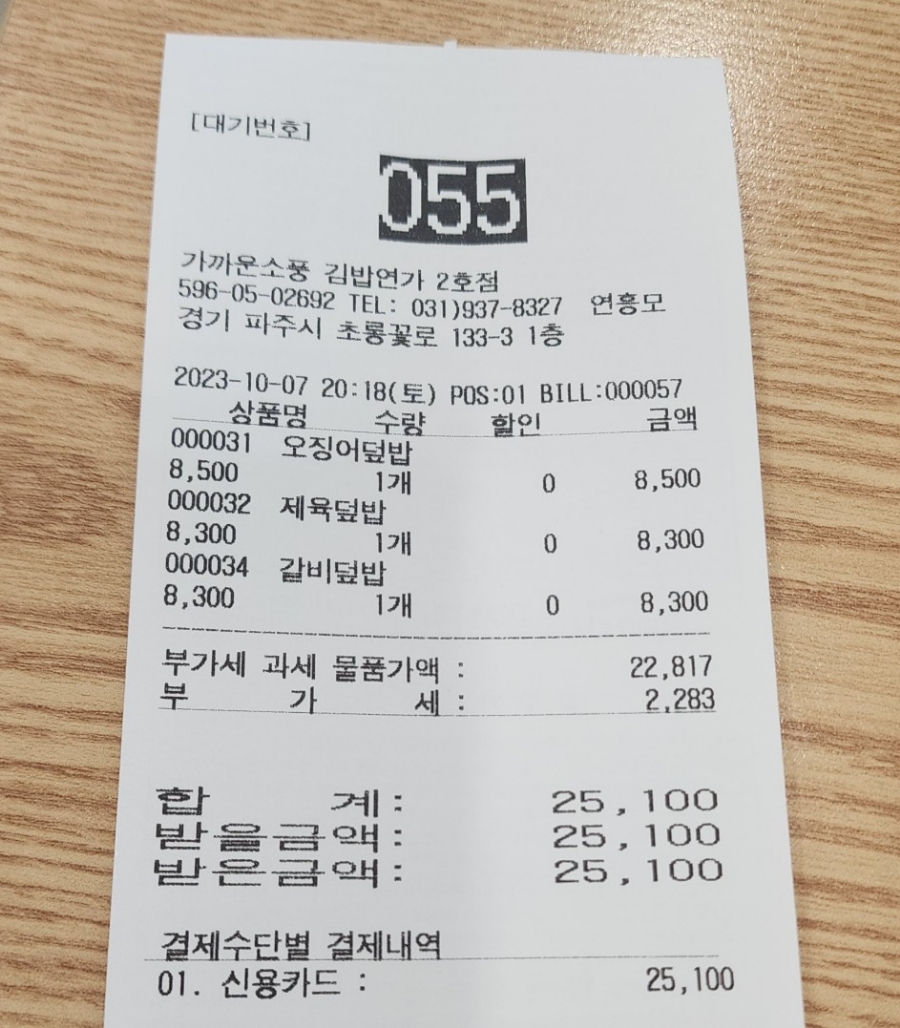 [대기번호]
055
가까운소풍 김밥연가 2호점
596-05-02692 TEL: 031)937-8327 연흥모
경기 파주시 초롱꽃로 133-3 1층
2023-10-07 20:18(토) POS:01 BILL:000057
상품명 수량 할인 금액
000031 오징어덮밥
8,500 1개 0 8,500
000032 제육덮밥
8,300 1개 0 8,300
000034 갈비덮밥
8,300 1개 0 8,300
부가세 과세 물품가액 : 22,817
부 가 세 : 2,283
합 계: 25,100
받을금액: 25,100
받은금액: 25,100
결제수단별 결제내역
01. 신용카드 : 25,100